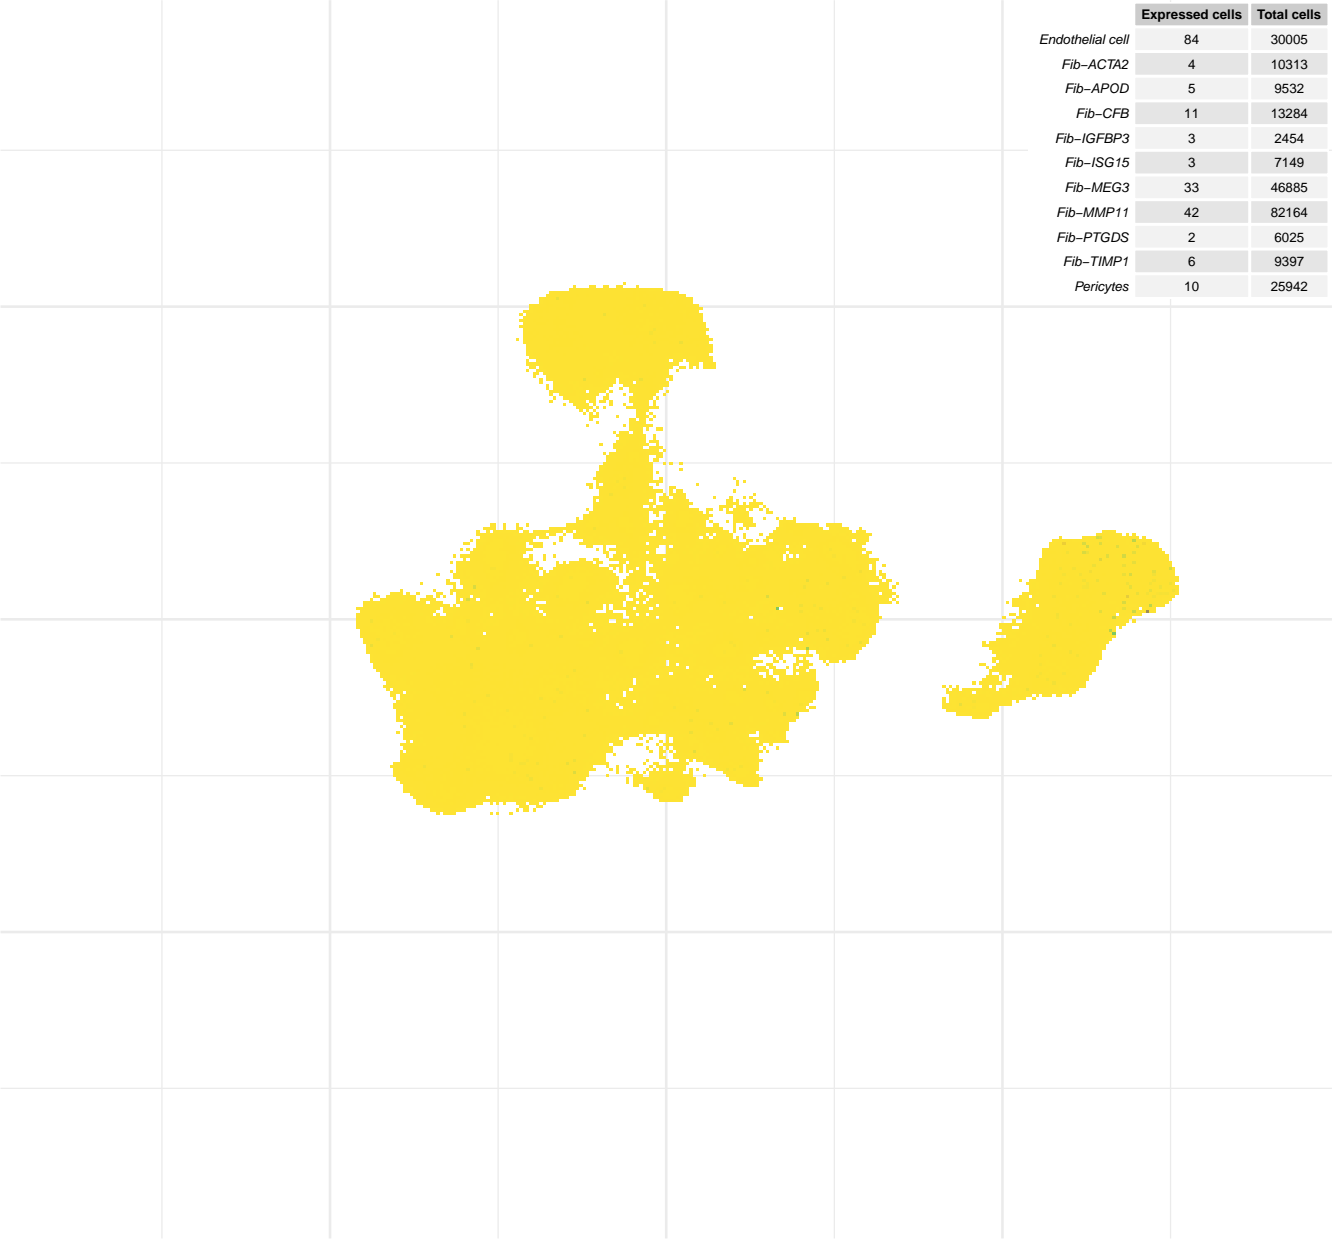 Expressed cells Total cells
Endothelial cell 84 30005
Fib−ACTA2 4 10313
Fib−APOD 5 9532
Fib−CFB 11 13284
Fib−IGFBP3 3 2454
Fib−ISG15 3 7149
Fib−MEG3 33 46885
Fib−MMP11 42 82164
Fib−PTGDS 2 6025
Fib−TIMP1 6 9397
Pericytes 10 25942